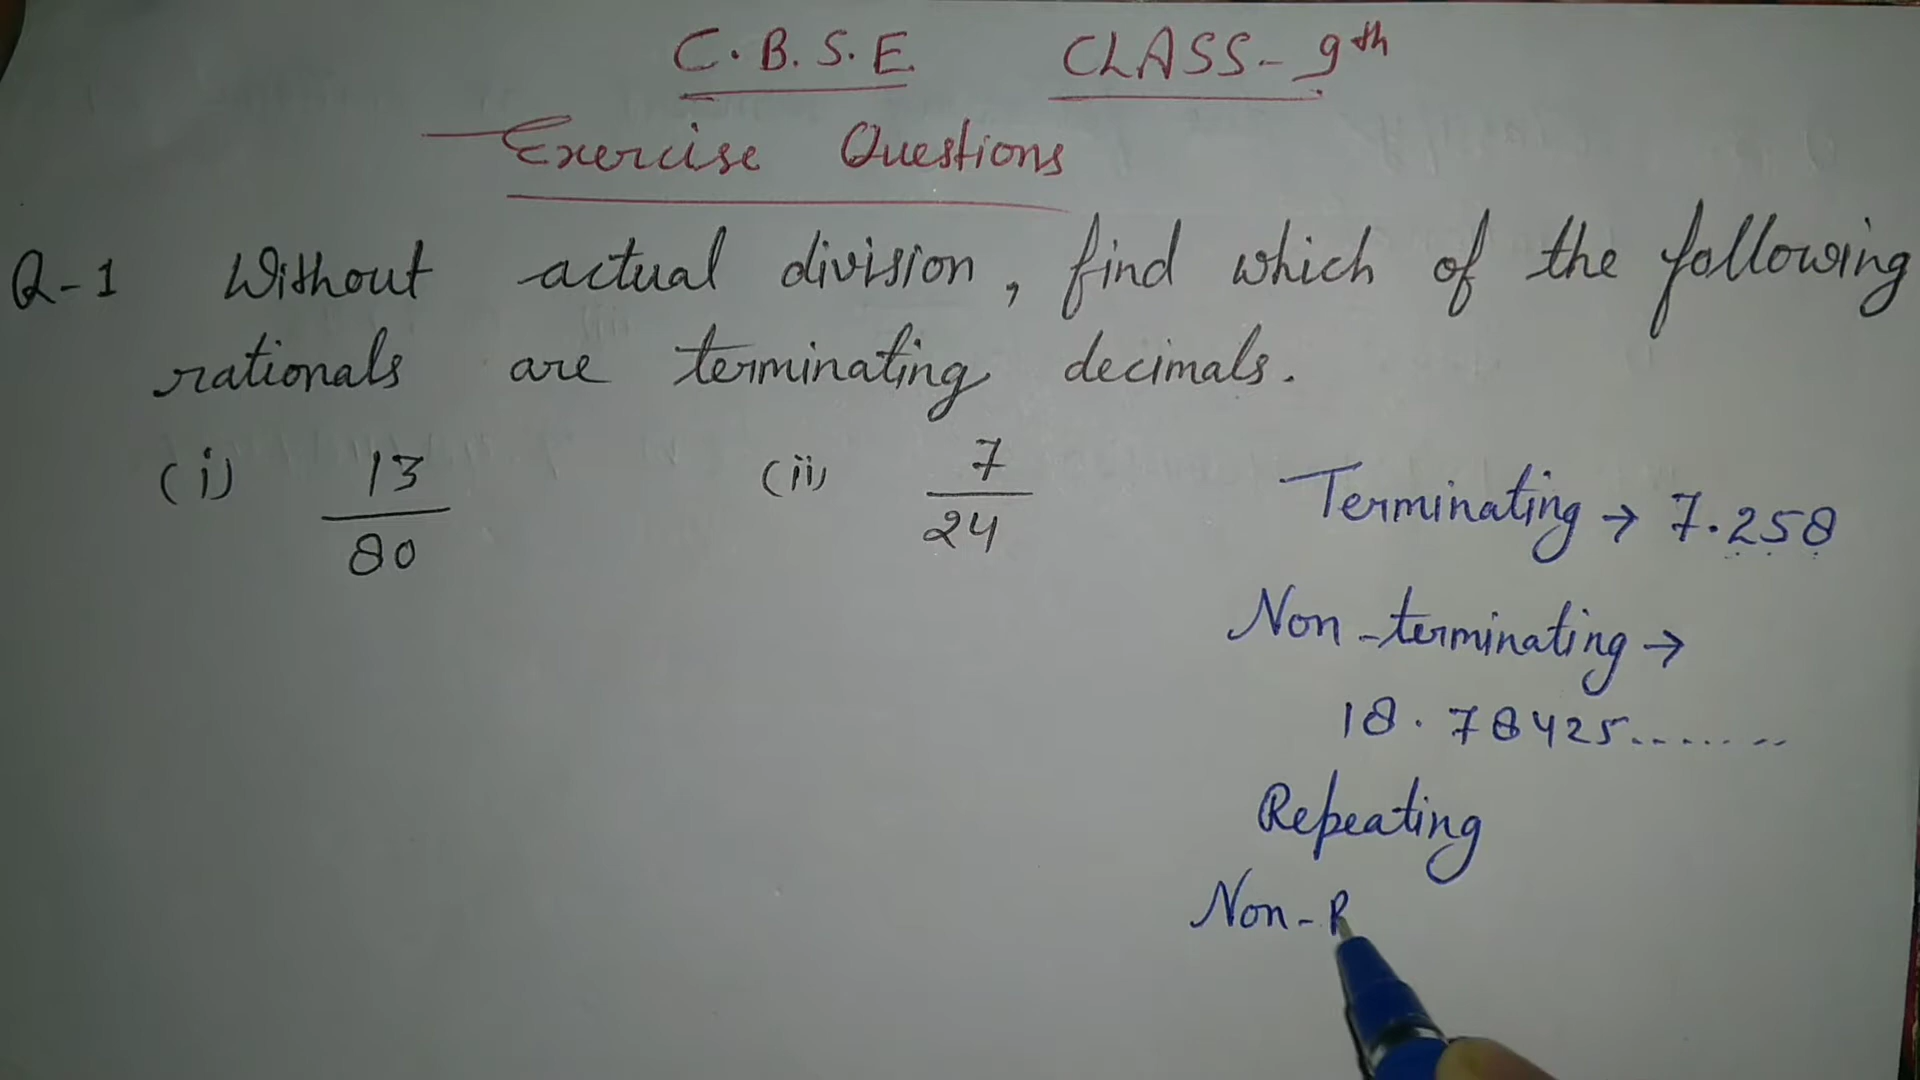 C.B.S.E. CLASS-9th
Exercise Questions
Q-1 Without actual division, find which of the following
rationals are terminating decimals.
(i) 13/80 (ii) 7/24
Terminating → 7.258
Non-terminating →
18.78425.......
Repeating
Non-R